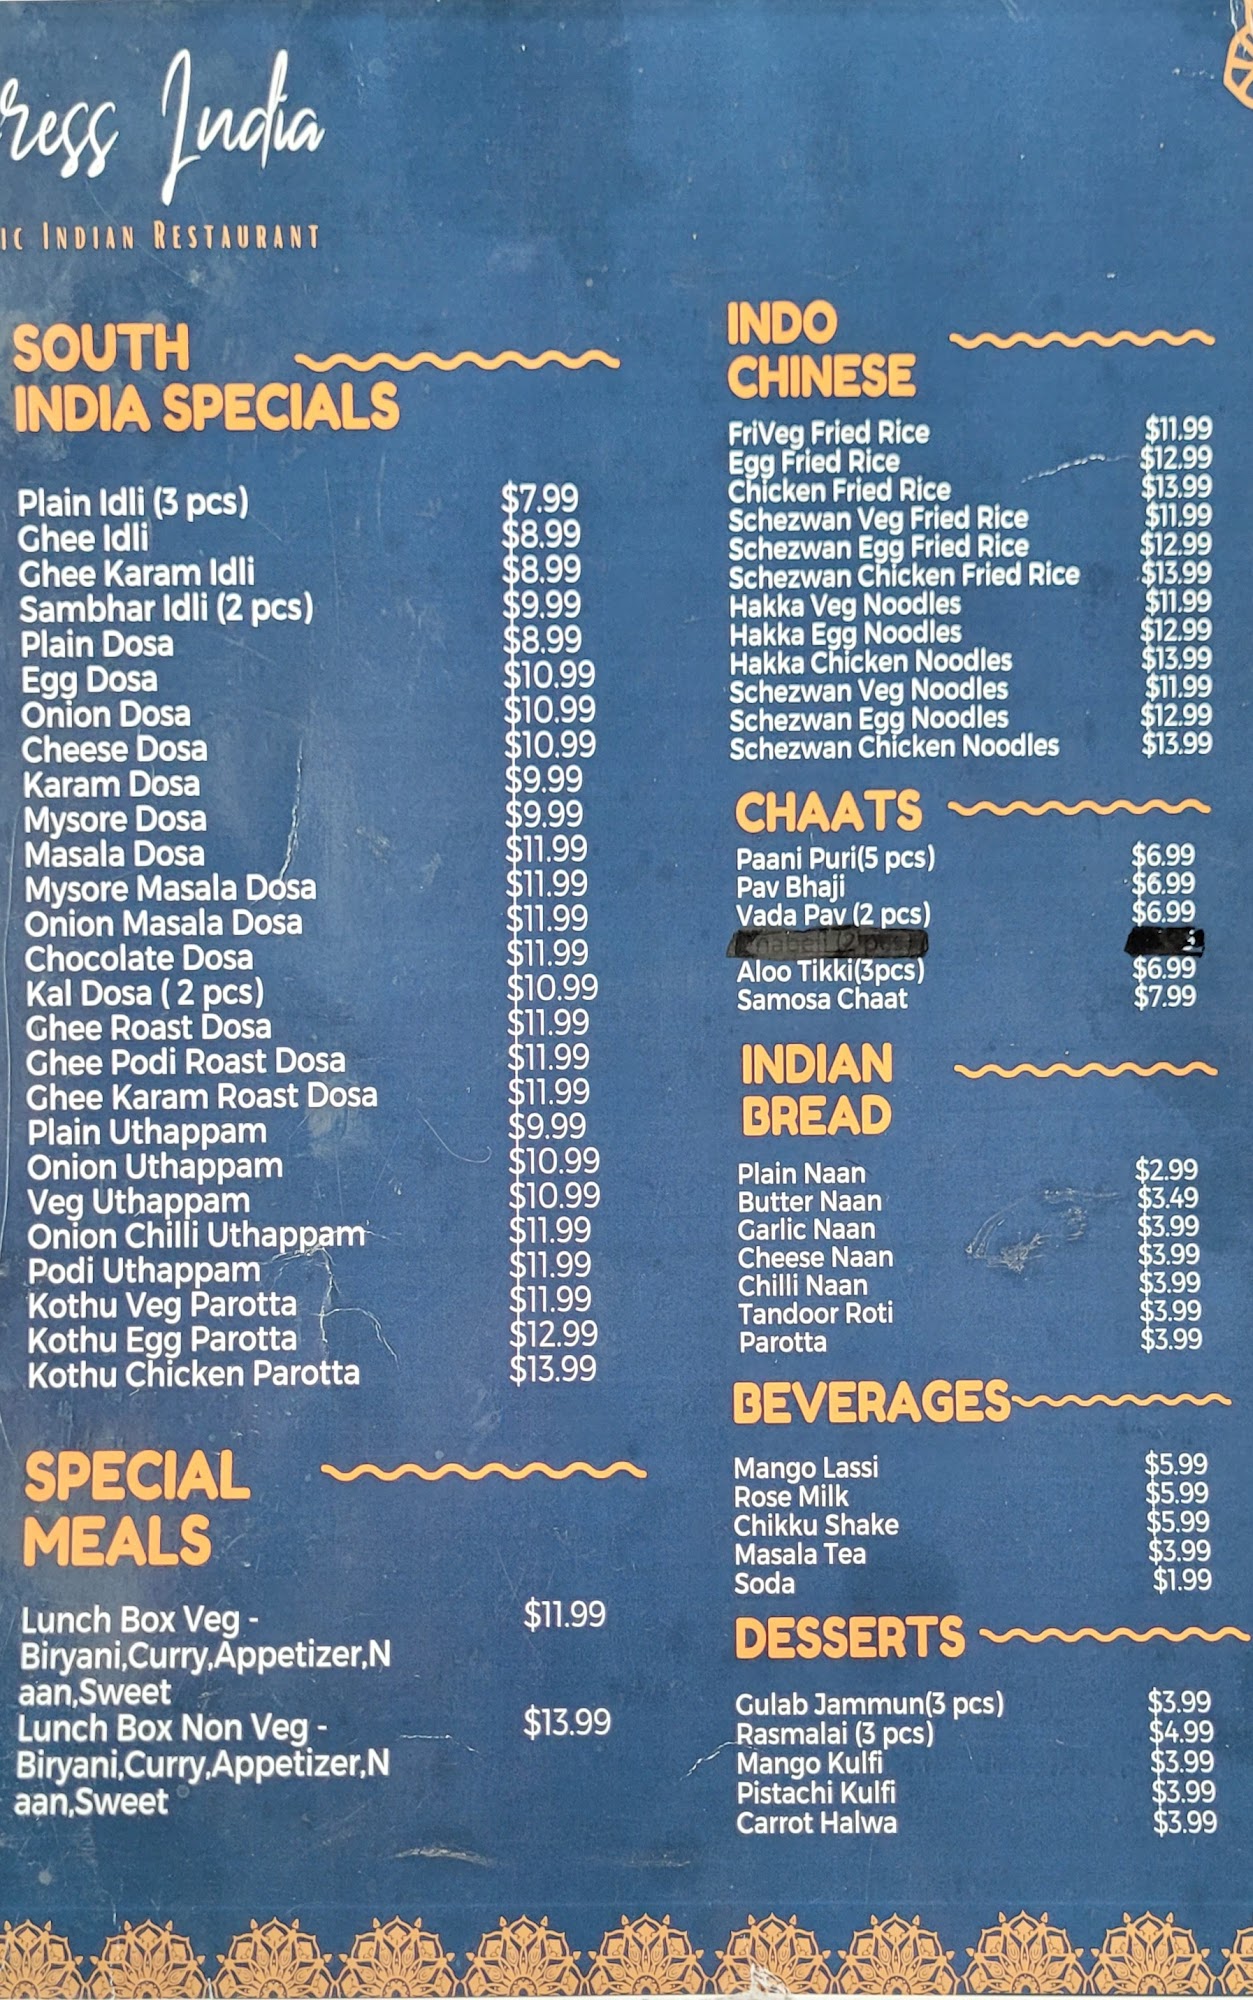 ress India
ic Indian Restaurant
SOUTH
INDIA SPECIALS
Plain Idli (3 pcs) $7.99
Ghee Idli $8.99
Ghee Karam Idli $8.99
Sambhar Idli (2 pcs) $9.99
Plain Dosa $8.99
Egg Dosa $10.99
Onion Dosa $10.99
Cheese Dosa $10.99
Karam Dosa $9.99
Mysore Dosa $9.99
Masala Dosa $11.99
Mysore Masala Dosa $11.99
Onion Masala Dosa $11.99
Chocolate Dosa $11.99
Kal Dosa ( 2 pcs) $10.99
Ghee Roast Dosa $11.99
Ghee Podi Roast Dosa $11.99
Ghee Karam Roast Dosa $11.99
Plain Uthappam $9.99
Onion Uthappam $10.99
Veg Uthappam $10.99
Onion Chilli Uthappam $11.99
Podi Uthappam $11.99
Kothu Veg Parotta $11.99
Kothu Egg Parotta $12.99
Kothu Chicken Parotta $13.99
SPECIAL
MEALS
Lunch Box Veg - $11.99
Biryani,Curry,Appetizer,N
aan,Sweet
Lunch Box Non Veg - $13.99
Biryani,Curry,Appetizer,N
aan,Sweet
INDO
CHINESE
FriVeg Fried Rice $11.99
Egg Fried Rice $12.99
Chicken Fried Rice $13.99
Schezwan Veg Fried Rice $11.99
Schezwan Egg Fried Rice $12.99
Schezwan Chicken Fried Rice $13.99
Hakka Veg Noodles $11.99
Hakka Egg Noodles $12.99
Hakka Chicken Noodles $13.99
Schezwan Veg Noodles $11.99
Schezwan Egg Noodles $12.99
Schezwan Chicken Noodles $13.99
CHAATS
Paani Puri(5 pcs) $6.99
Pav Bhaji $6.99
Vada Pav (2 pcs) $6.99
Aloo Tikki(3pcs) $6.99
Samosa Chaat $7.99
INDIAN
BREAD
Plain Naan $2.99
Butter Naan $3.49
Garlic Naan $3.99
Cheese Naan $3.99
Chilli Naan $3.99
Tandoor Roti $3.99
Parotta $3.99
BEVERAGES
Mango Lassi $5.99
Rose Milk $5.99
Chikku Shake $5.99
Masala Tea $3.99
Soda $1.99
DESSERTS
Gulab Jammun(3 pcs) $3.99
Rasmalai (3 pcs) $4.99
Mango Kulfi $3.99
Pistachi Kulfi $3.99
Carrot Halwa $3.99